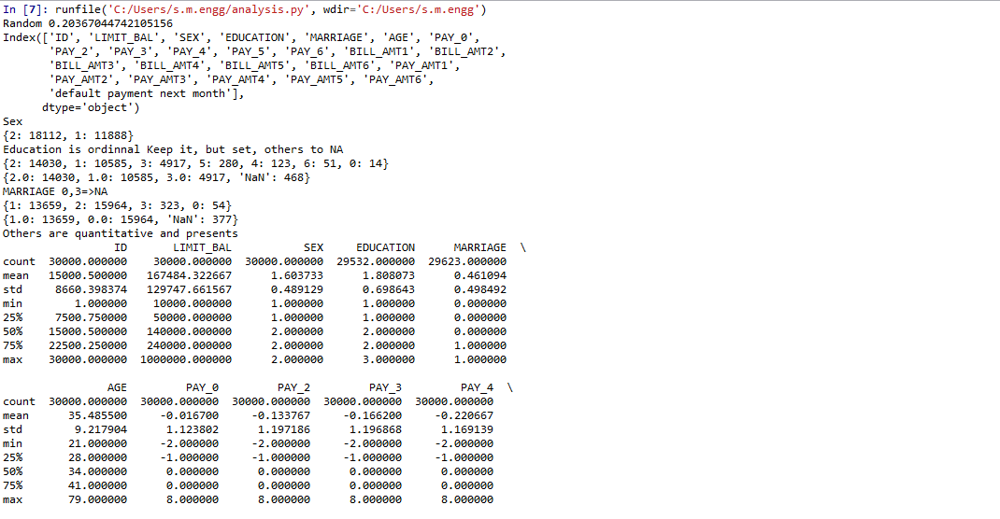 In [7]: runfile('C:/Users/s.m.engg/analysis.py', wdir='C:/Users/s.m.engg')
Random 0.20367044742105156
Index(['ID', 'LIMIT_BAL', 'SEX', 'EDUCATION', 'MARRIAGE', 'AGE', 'PAY_0',
       'PAY_2', 'PAY_3', 'PAY_4', 'PAY_5', 'PAY_6', 'BILL_AMT1', 'BILL_AMT2',
       'BILL_AMT3', 'BILL_AMT4', 'BILL_AMT5', 'BILL_AMT6', 'PAY_AMT1',
       'PAY_AMT2', 'PAY_AMT3', 'PAY_AMT4', 'PAY_AMT5', 'PAY_AMT6',
       'default payment next month'],
      dtype='object')
Sex
{2: 18112, 1: 11888}
Education is ordinnal Keep it, but set, others to NA
{2: 14030, 1: 10585, 3: 4917, 5: 280, 4: 123, 6: 51, 0: 14}
{2.0: 14030, 1.0: 10585, 3.0: 4917, 'NaN': 468}
MARRIAGE 0,3=>NA
{1: 13659, 2: 15964, 3: 323, 0: 54}
{1.0: 13659, 0.0: 15964, 'NaN': 377}
Others are quantitative and presents
                 ID       LIMIT_BAL           SEX     EDUCATION      MARRIAGE  \
count  30000.000000    30000.000000  30000.000000  29532.000000  29623.000000
mean   15000.500000   167484.322667      1.603733      1.808073      0.461094
std     8660.398374   129747.661567      0.489129      0.698643      0.498492
min        1.000000    10000.000000      1.000000      1.000000      0.000000
25%     7500.750000    50000.000000      1.000000      1.000000      0.000000
50%    15000.500000   140000.000000      2.000000      2.000000      0.000000
75%    22500.250000   240000.000000      2.000000      2.000000      1.000000
max    30000.000000  1000000.000000      2.000000      3.000000      1.000000
                AGE         PAY_0         PAY_2         PAY_3         PAY_4  \
count  30000.000000  30000.000000  30000.000000  30000.000000  30000.000000
mean      35.485500     -0.016700     -0.133767     -0.166200     -0.220667
std        9.217904      1.123802      1.197186      1.196868      1.169139
min       21.000000     -2.000000     -2.000000     -2.000000     -2.000000
25%       28.000000     -1.000000     -1.000000     -1.000000     -1.000000
50%       34.000000      0.000000      0.000000      0.000000      0.000000
75%       41.000000      0.000000      0.000000      0.000000      0.000000
max       79.000000      8.000000      8.000000      8.000000      8.000000